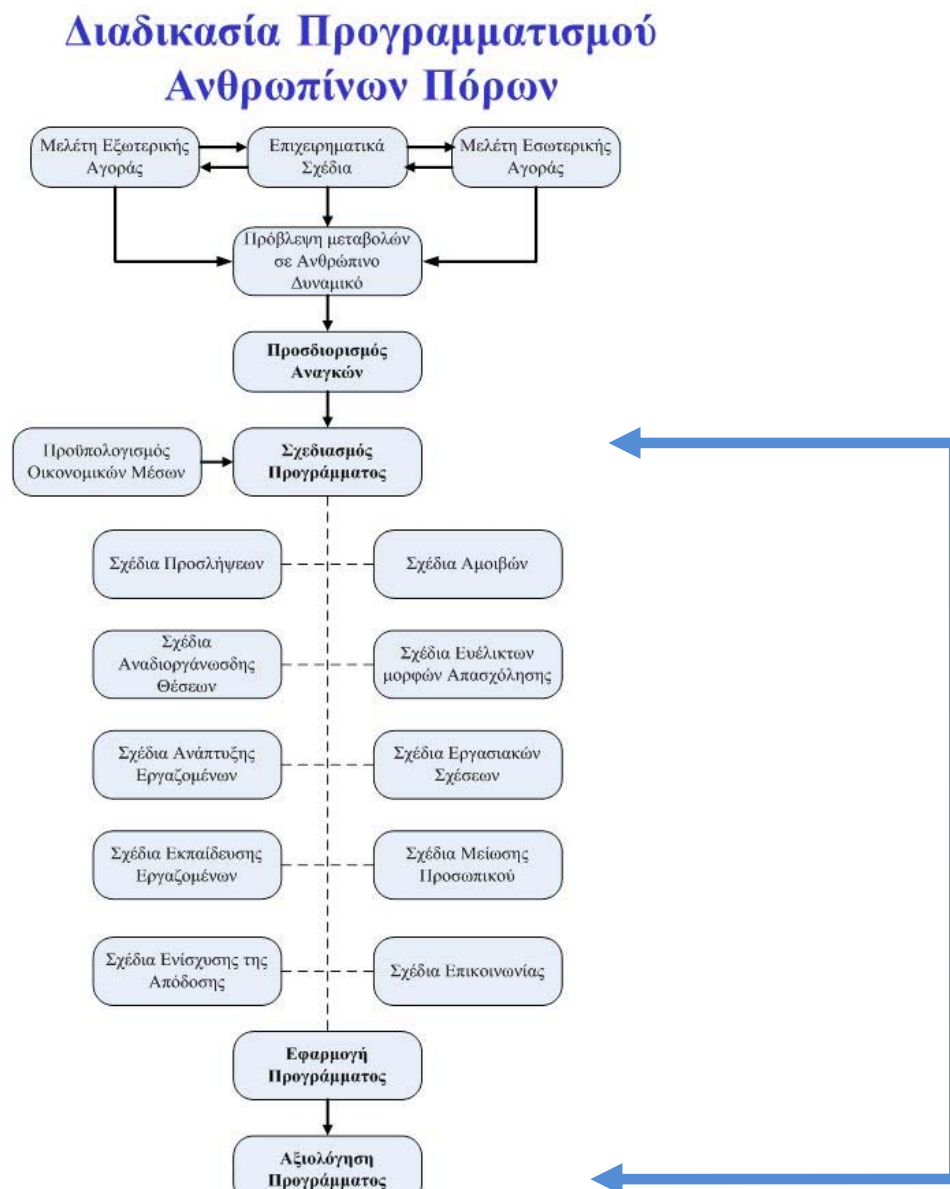 Διαδικασία Προγραμματισμού
Ανθρωπίνων Πόρων
Μελέτη Εξωτερικής
Αγοράς
Επιχειρηματικά
Σχέδια
Μελέτη Εσωτερικής
Αγοράς
Πρόβλεψη μεταβολών
σε Ανθρώπινο
Δυναμικό
Προσδιορισμός
Αναγκών
Προϋπολογισμός
Οικονομικών Μέσων
Σχεδιασμός
Προγράμματος
Σχέδια Προσλήψεων
Σχέδια Αμοιβών
Σχέδια
Αναδιοργάνωσδης
Θέσεων
Σχέδια Ευέλικτων
μορφών Απασχόλησης
Σχέδια Ανάπτυξης
Εργαζομένων
Σχέδια Εργασιακών
Σχέσεων
Σχέδια Εκπαίδευσης
Εργαζομένων
Σχέδια Μείωσης
Προσωπικού
Σχέδια Ενίσχυσης της
Απόδοσης
Σχέδια Επικοινωνίας
Εφαρμογή
Προγράμματος
Αξιολόγηση
Προγράμματος